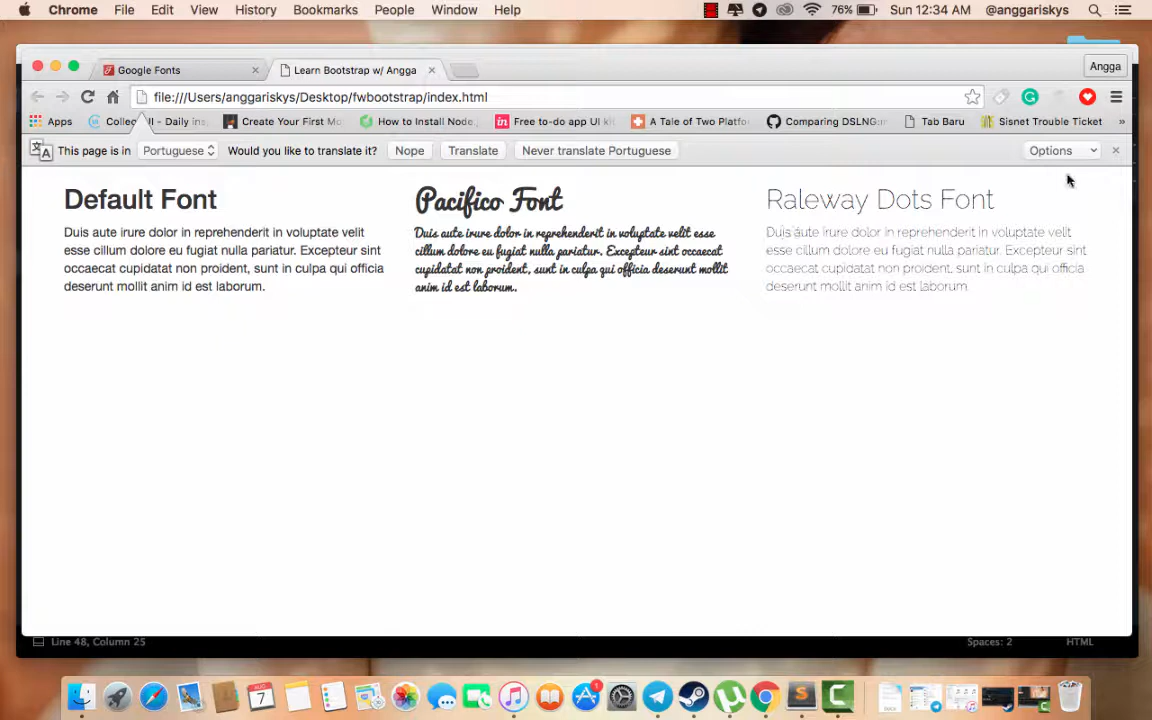 Chrome File Edit View History Bookmarks People Window Help 76% Sun 12:34 AM @anggariskys
Google Fonts Learn Bootstrap w/ Angga Angga
file:///Users/anggariskys/Desktop/fwbootstrap/index.html
Apps Create Your First M How to Install Node. Free to-do app UI ki A Tale of Two Platfo Comparing DSLNG: Tab Baru Sisnet Trouble Ticket »
This page is in Portuguese Would you like to translate it? Nope Translate Never translate Portuguese Options
Default Font
Duis aute irure dolor in reprehenderit in voluptate velit
esse cillum dolore eu fugiat nulla pariatur. Excepteur sint
occaecat cupidatat non proident, sunt in culpa qui officia
deserunt mollit anim id est laborum.
Pacifico Font
Duis aute irure dolor in reprehenderit in voluptate velit esse
cillum dolore eu fugiat nulla pariatur. Excepteur sint occaecat
cupidatat non proident, sunt in culpa qui officia deserunt mollit
anim id est laborum.
Raleway Dots Font
Duis aute irure dolor in reprehenderit in voluptate velit
esse cillum dolore eu fugiat nulla pariatur. Excepteur sint
occaecat cupidatat non proident, sunt in culpa qui officia
deserunt mollit anim id est laborum.
Line 48, Column 25 Spaces: 2 HTML